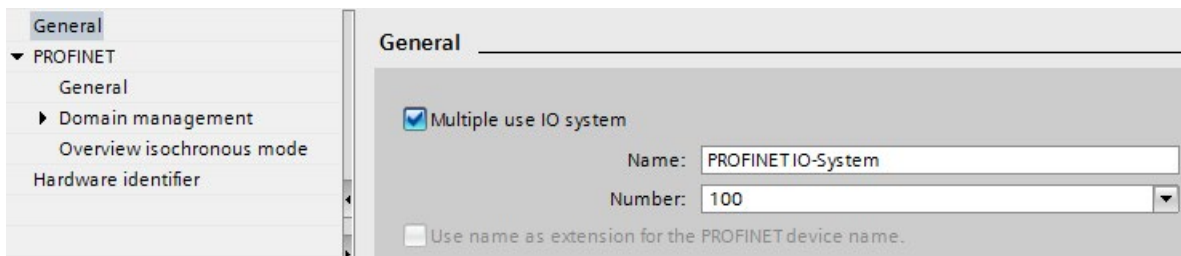 General
PROFINET
General
Domain management
Overview isochronous mode
Hardware identifier
General
Multiple use IO system
Name: PROFINET IO-System
Number: 100
Use name as extension for the PROFINET device name.